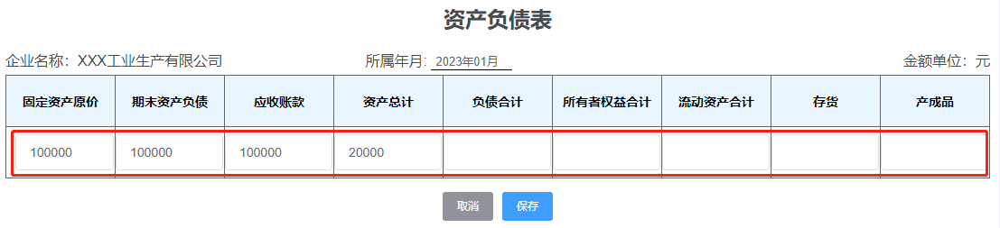 资产负债表
企业名称：XXX工业生产有限公司 所属年月: 2023年01月 金额单位：元
固定资产原价 期末资产负债 应收账款 资产总计 负债合计 所有者权益合计 流动资产合计 存货 产成品
100000 100000 100000 20000
取消 保存